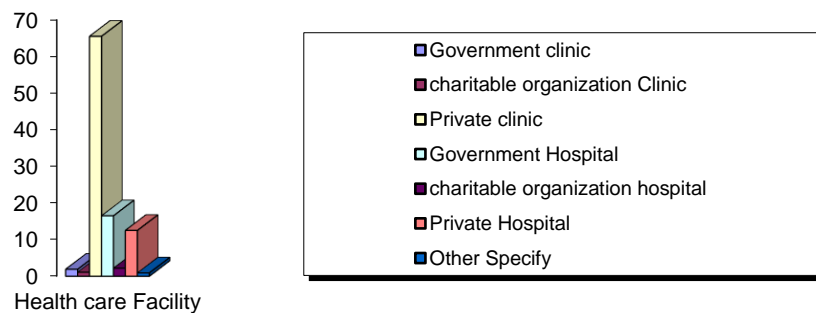 70
60
50
40
30
20
10
0
Health care Facility
Government clinic
charitable organization Clinic
Private clinic
Government Hospital
charitable organization hospital
Private Hospital
Other Specify